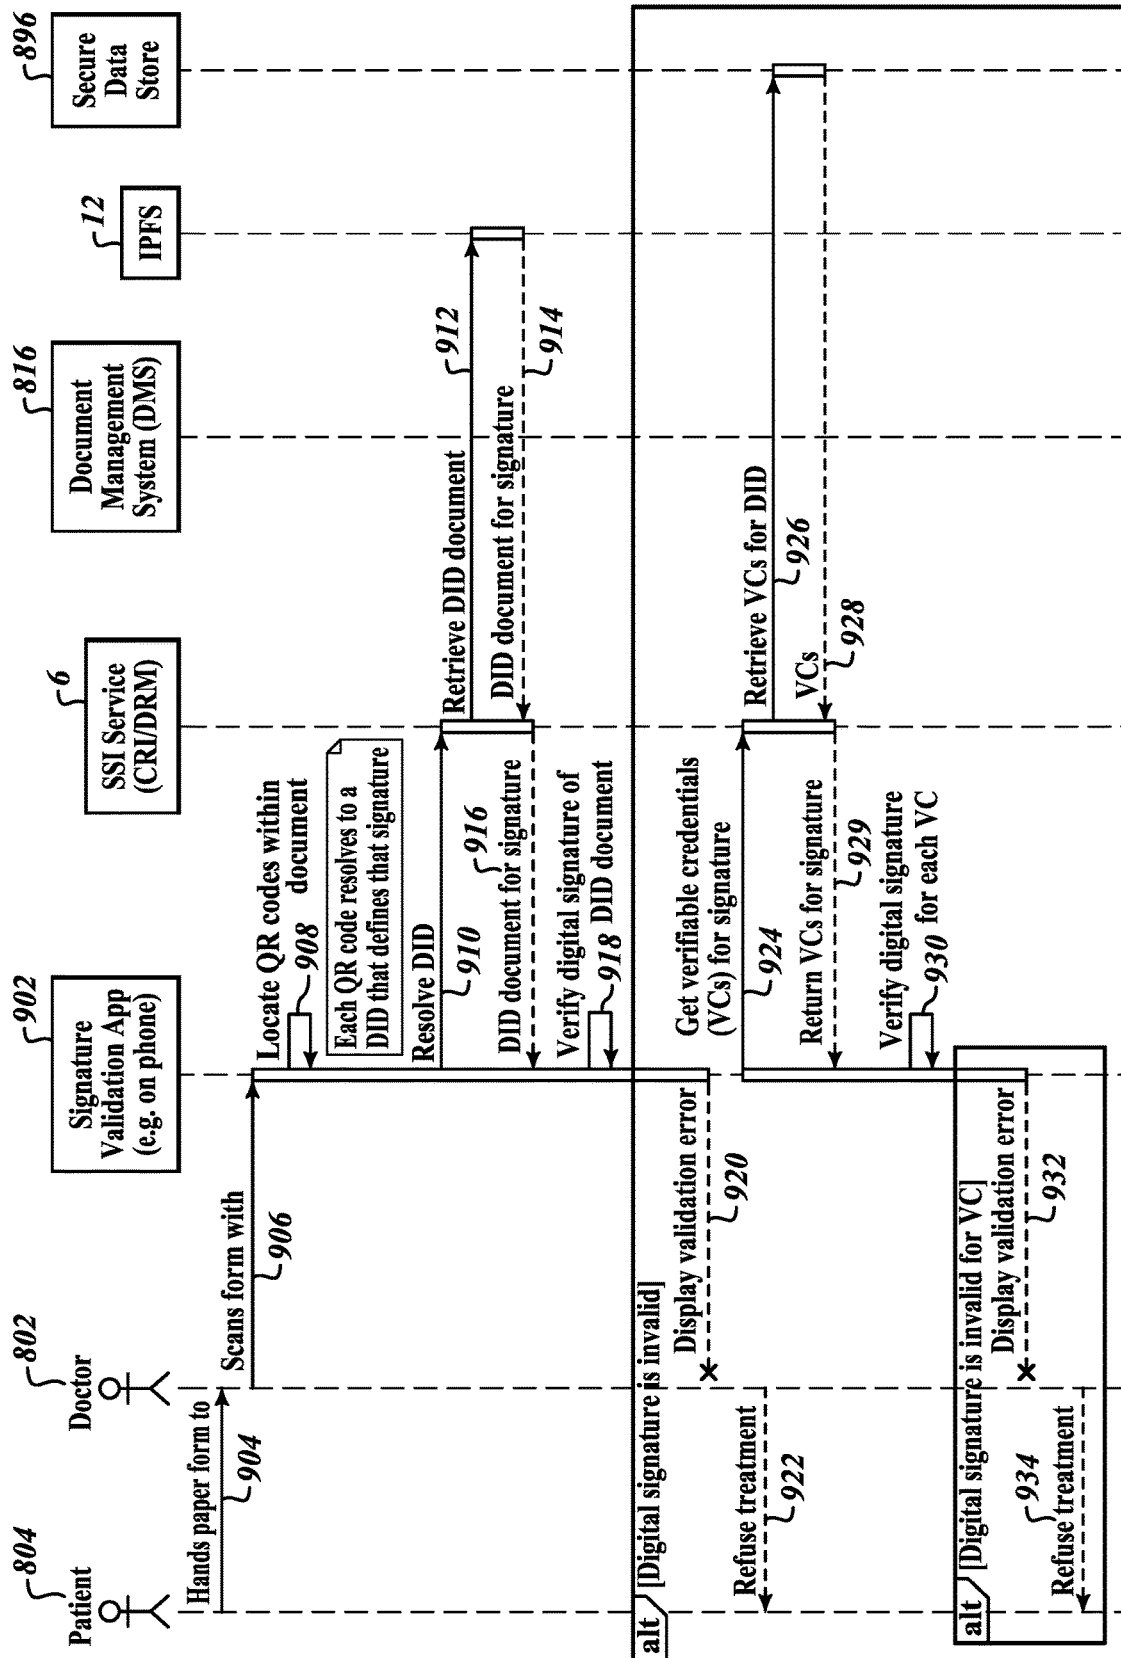 804
Patient
802
Doctor
902
Signature
Validation App
(e.g. on phone)
6
SSI Service
(CRI/DRM)
816
Document
Management
System (DMS)
12
IPFS
896
Secure
Data
Store
Hands paper form to
904
Scans form with
906
Locate QR codes within
document
908
Each QR code resolves to a
DID that defines that signature
Resolve DID
910
Retrieve DID document
912
DID document for signature
914
916
DID document for signature
Verify digital signature of
DID document
918
alt
[Digital signature is invalid]
Display validation error
920
Refuse treatment
922
Get verifiable credentials
(VCs) for signature
924
Retrieve VCs for DID
926
VCs
928
Return VCs for signature
929
Verify digital signature
for each VC
930
alt
[Digital signature is invalid for VC]
Display validation error
932
934
Refuse treatment